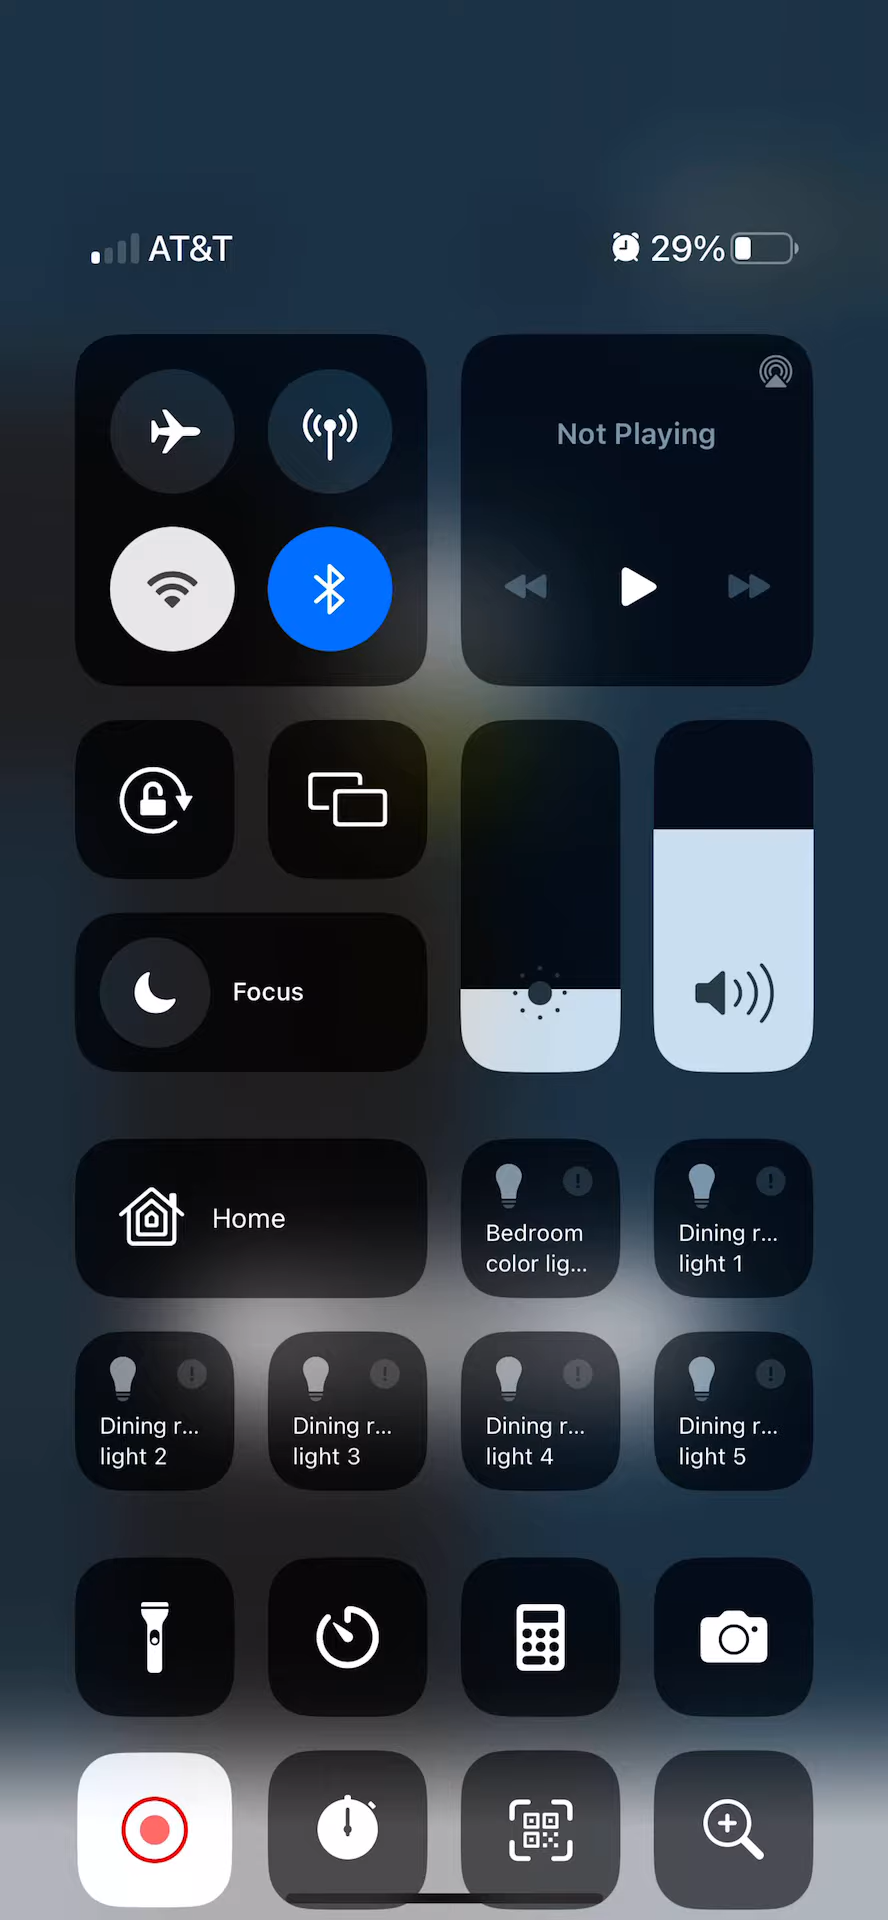 AT&T 29%
Not Playing
Focus
Home
Bedroom
color lig...
Dining r...
light 1
Dining r...
light 2
Dining r...
light 3
Dining r...
light 4
Dining r...
light 5